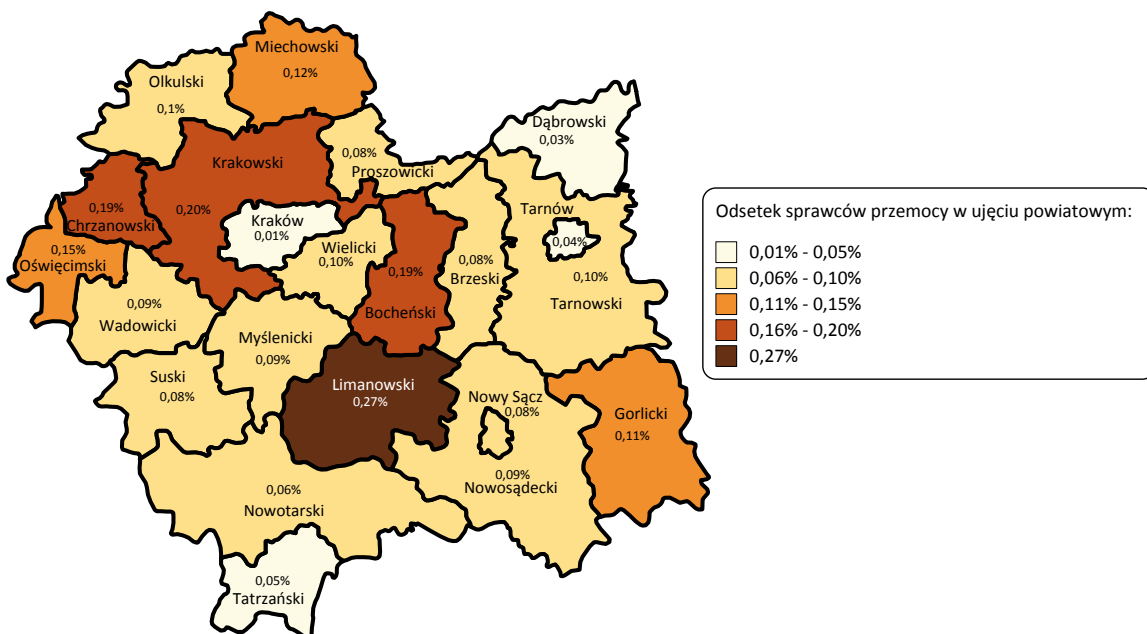 Miechowski
0,12%
Olkulski
0,1%
Dąbrowski
0,03%
Krakowski
0,20%
0,08%
Proszowicki
0,19%
Chrzanowski
Kraków
0,01%
Tarnów
0,04%
0,15%
Oświęcimski
Wielicki
0,10%
0,19%
Bocheński
0,08%
Brzeski
0,10%
Tarnowski
0,09%
Wadowicki
Myślenicki
0,09%
Suski
0,08%
Limanowski
0,27%
Nowy Sącz
0,08%
Gorlicki
0,11%
0,09%
Nowosądecki
0,06%
Nowotarski
0,05%
Tatrzański
Odsetek sprawców przemocy w ujęciu powiatowym:
0,01% - 0,05%
0,06% - 0,10%
0,11% - 0,15%
0,16% - 0,20%
0,27%